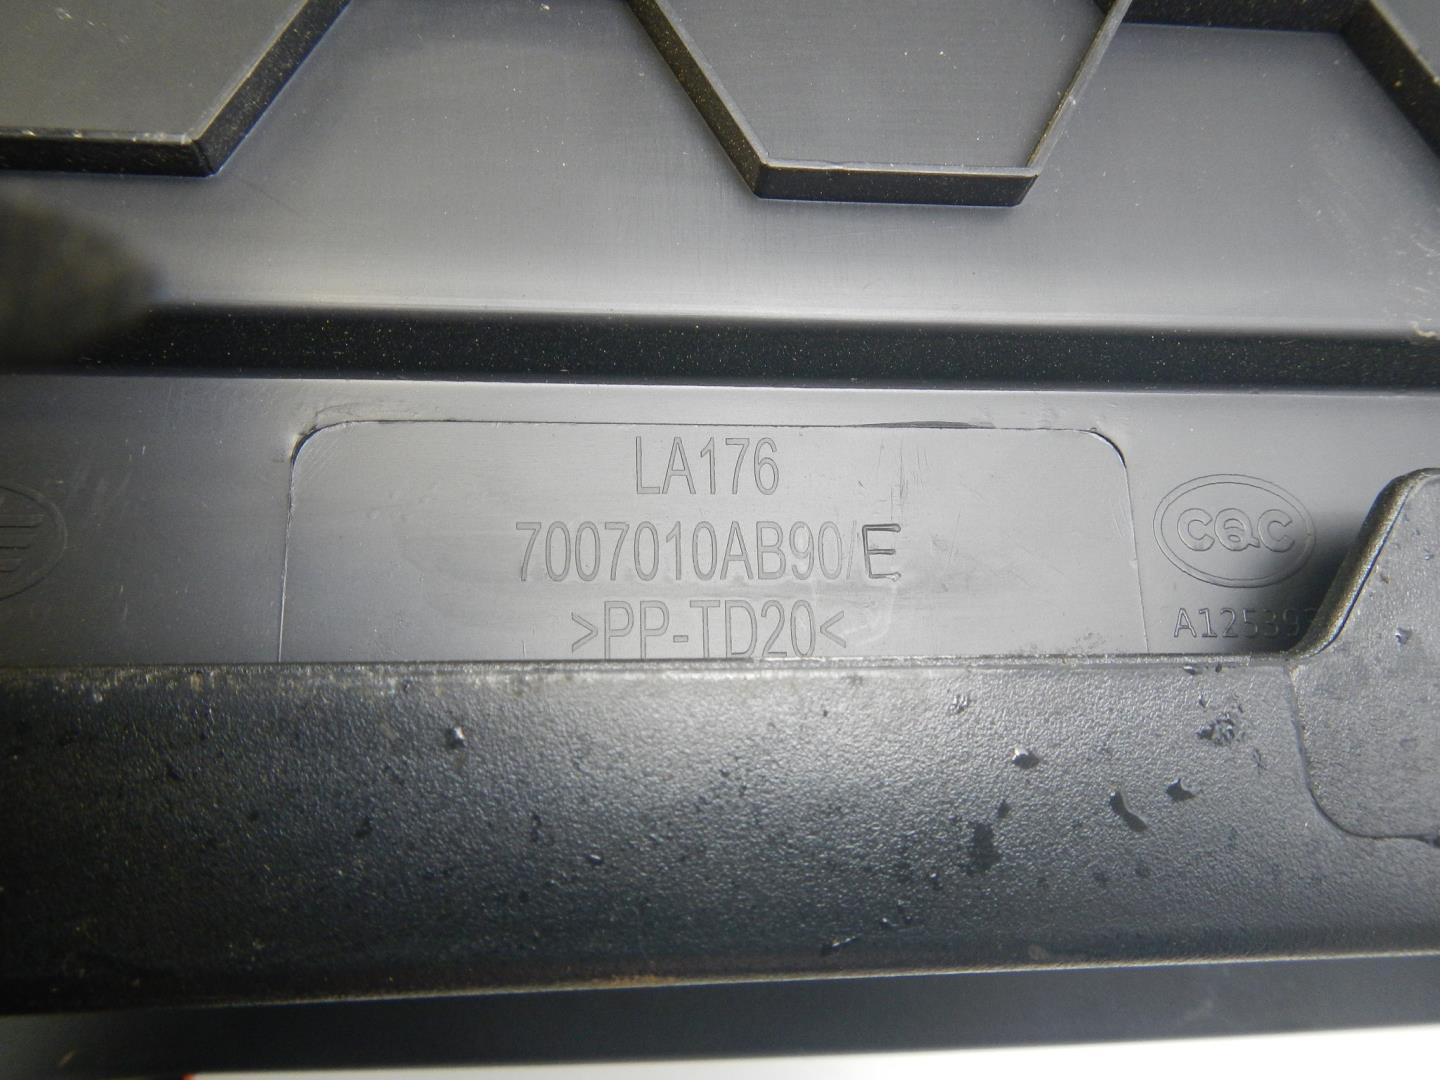 LA176
7007010AB90/E
>PP-TD20<
CQC